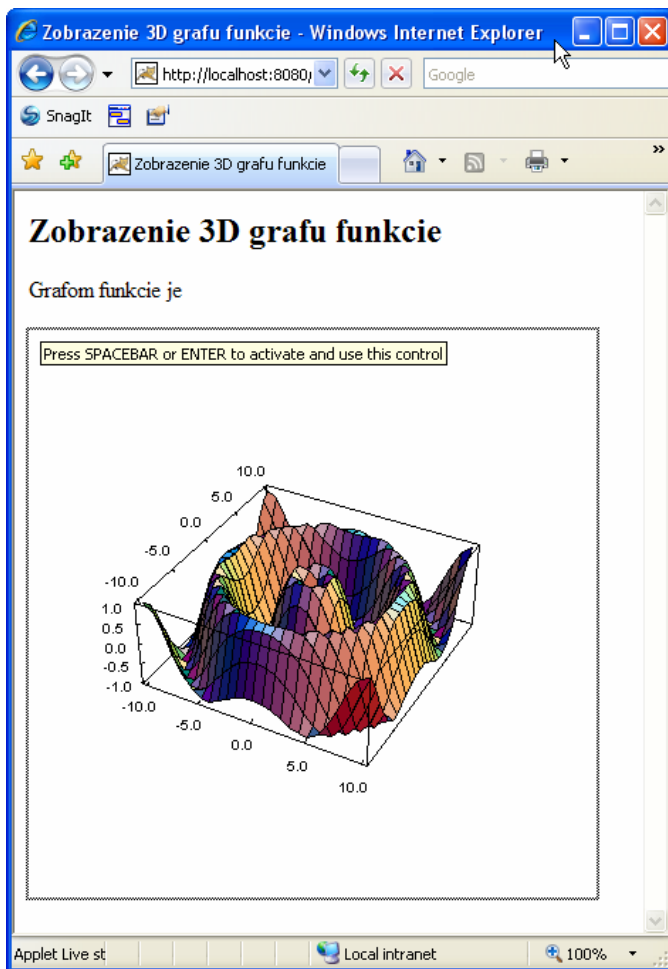 Zobrazenie 3D grafu funkcie - Windows Internet Explorer
http://localhost:8080/
Google
SnagIt
Zobrazenie 3D grafu funkcie
»
Zobrazenie 3D grafu funkcie
Grafom funkcie je
Press SPACEBAR or ENTER to activate and use this control
10.0
5.0
0.0
-5.0
-10.0
1.0
0.5
0.0
-0.5
-1.0
-10.0
-5.0
0.0
5.0
10.0
Applet Live st
Local intranet
100%